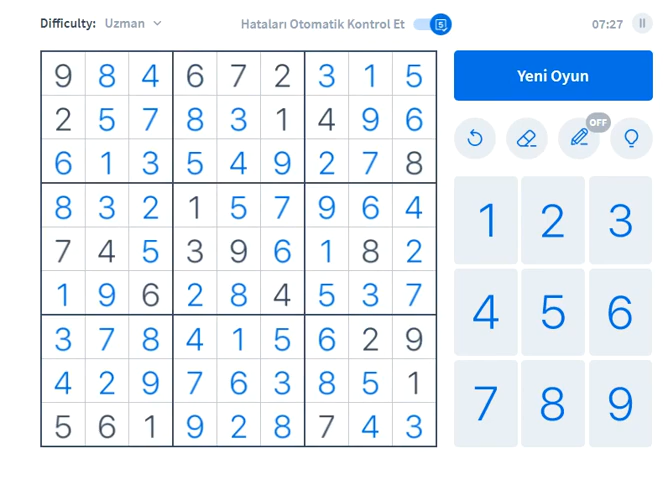 Difficulty: Uzman
Hataları Otomatik Kontrol Et
5
07:27
9 8 4 6 7 2 3 1 5
2 5 7 8 3 1 4 9 6
6 1 3 5 4 9 2 7 8
8 3 2 1 5 7 9 6 4
7 4 5 3 9 6 1 8 2
1 9 6 2 8 4 5 3 7
3 7 8 4 1 5 6 2 9
4 2 9 7 6 3 8 5 1
5 6 1 9 2 8 7 4 3
Yeni Oyun
OFF
1 2 3
4 5 6
7 8 9